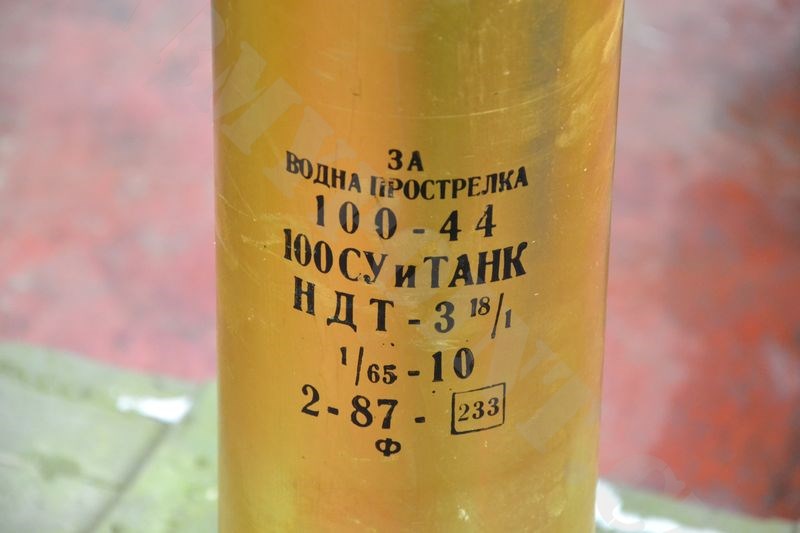 ЗА
ВОДНА ПРОСТРЕЛКА
100-44
100 СУ и ТАНК
НДТ-3 18/1
1/65-10
2-87- 233
Ф